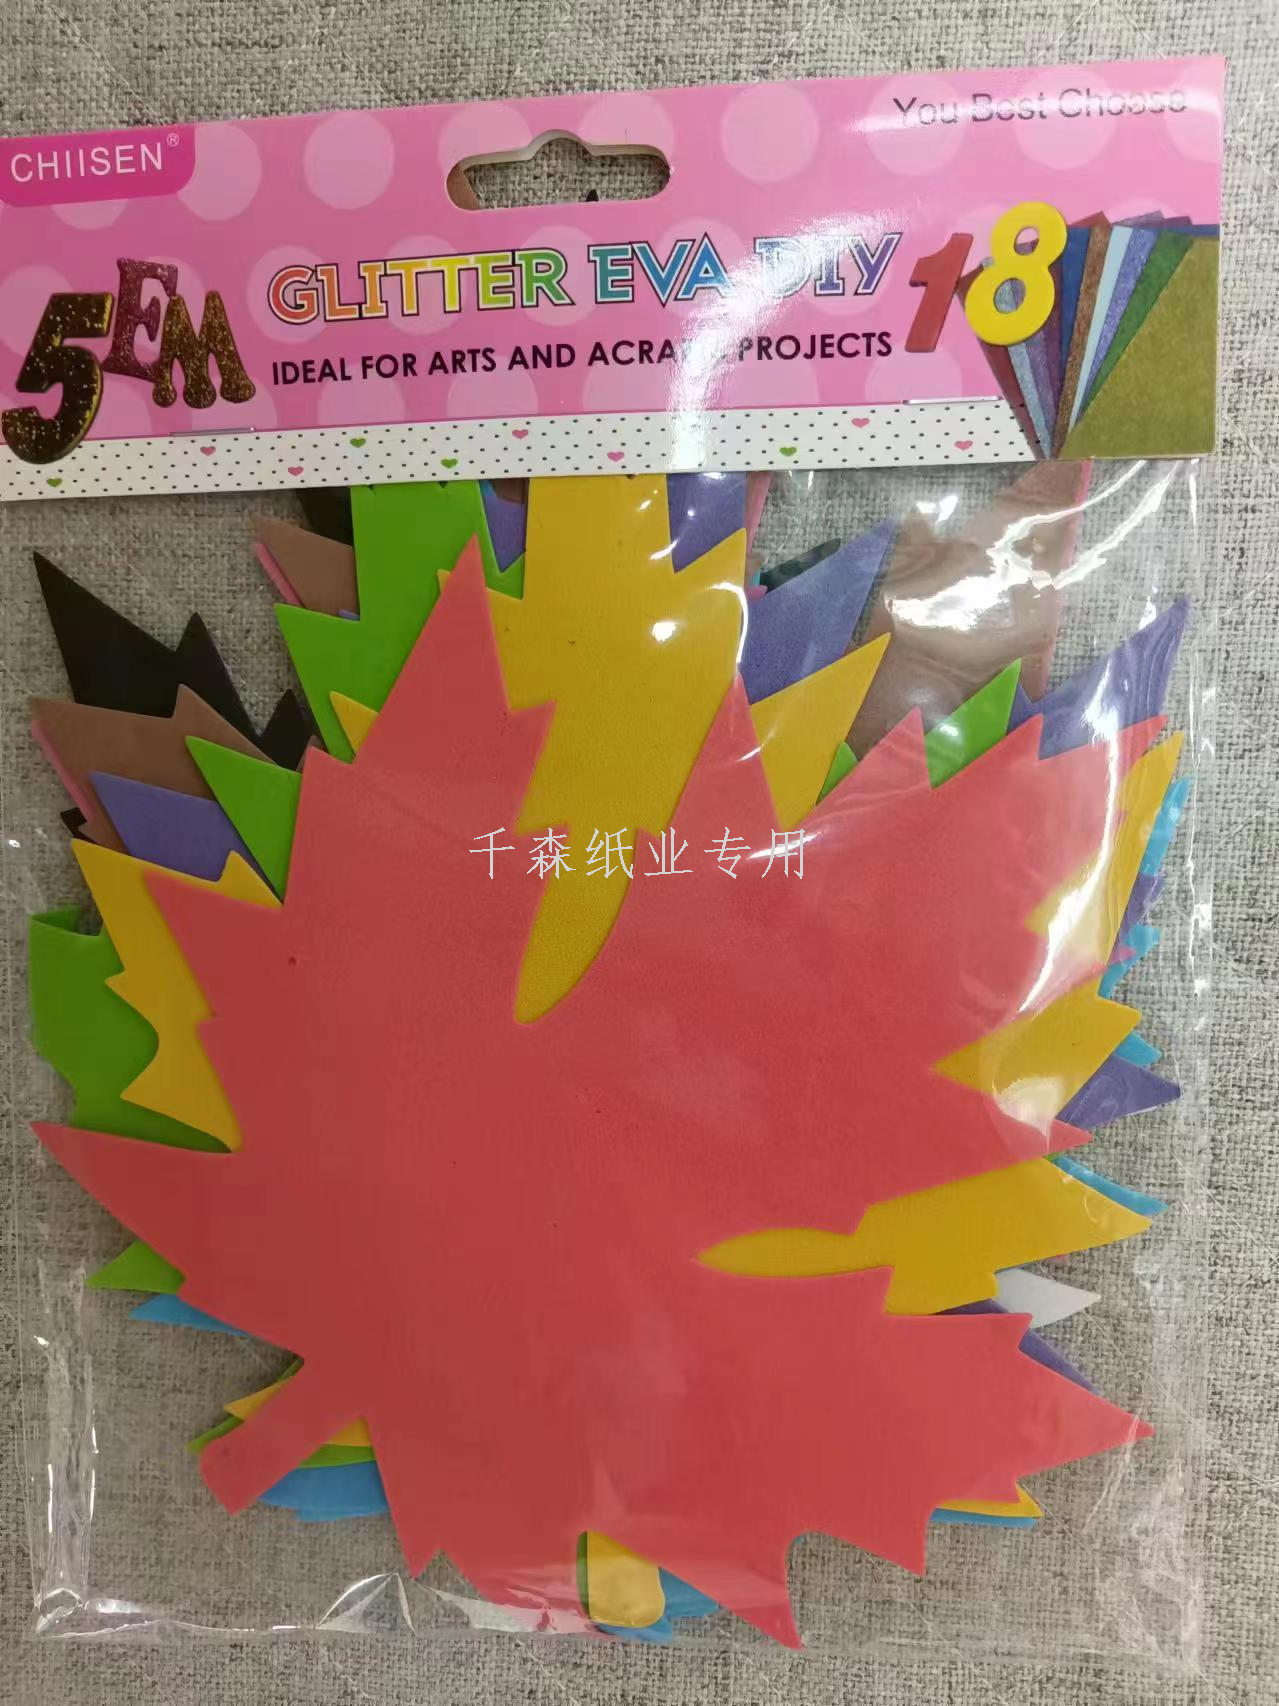 You Best Choose
CHIISEN®
GLITTER EVA DIY
5EM
18
IDEAL FOR ARTS AND PROJECTS
千森纸业专用